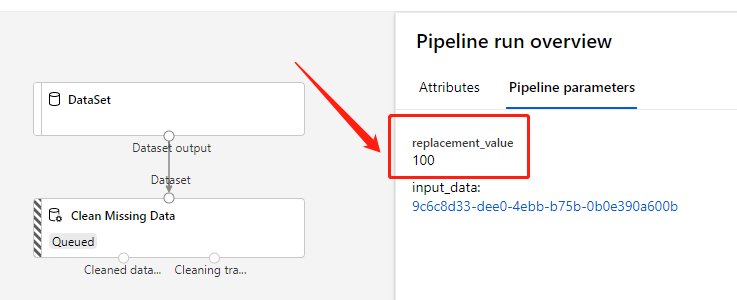 DataSet
Dataset output
Dataset
Clean Missing Data
Queued
Cleaned data...
Cleaning tra...
Pipeline run overview
Attributes
Pipeline parameters
replacement_value
100
input_data:
9c6c8d33-dee0-4ebb-b75b-0b0e390a600b